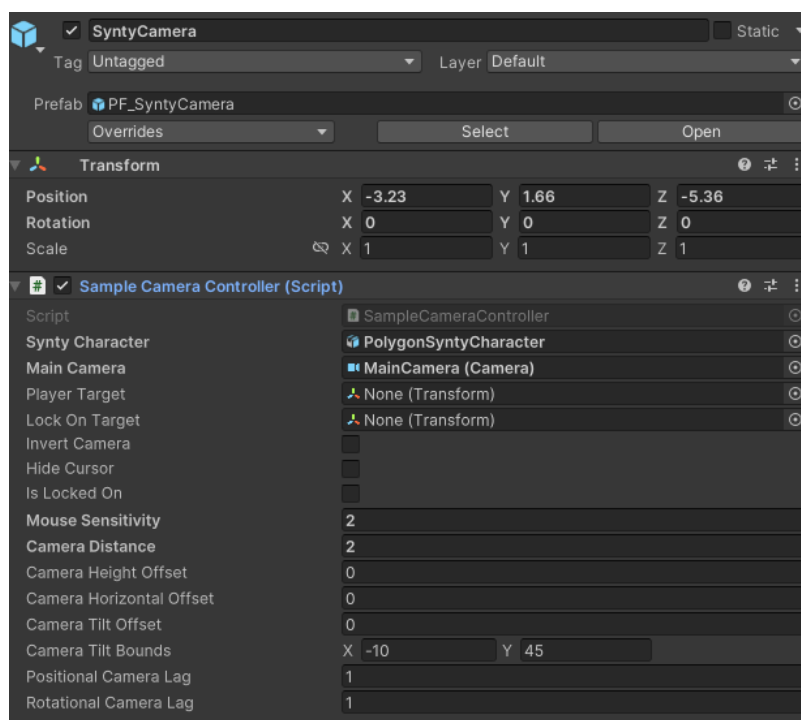 SyntyCamera Static
Tag Untagged Layer Default
Prefab PF_SyntyCamera
Overrides Select Open
Transform
Position X -3.23 Y 1.66 Z -5.36
Rotation X 0 Y 0 Z 0
Scale X 1 Y 1 Z 1
# Sample Camera Controller (Script)
Script SampleCameraController
Synty Character PolygonSyntyCharacter
Main Camera MainCamera (Camera)
Player Target None (Transform)
Lock On Target None (Transform)
Invert Camera
Hide Cursor
Is Locked On
Mouse Sensitivity 2
Camera Distance 2
Camera Height Offset 0
Camera Horizontal Offset 0
Camera Tilt Offset 0
Camera Tilt Bounds X -10 Y 45
Positional Camera Lag 1
Rotational Camera Lag 1